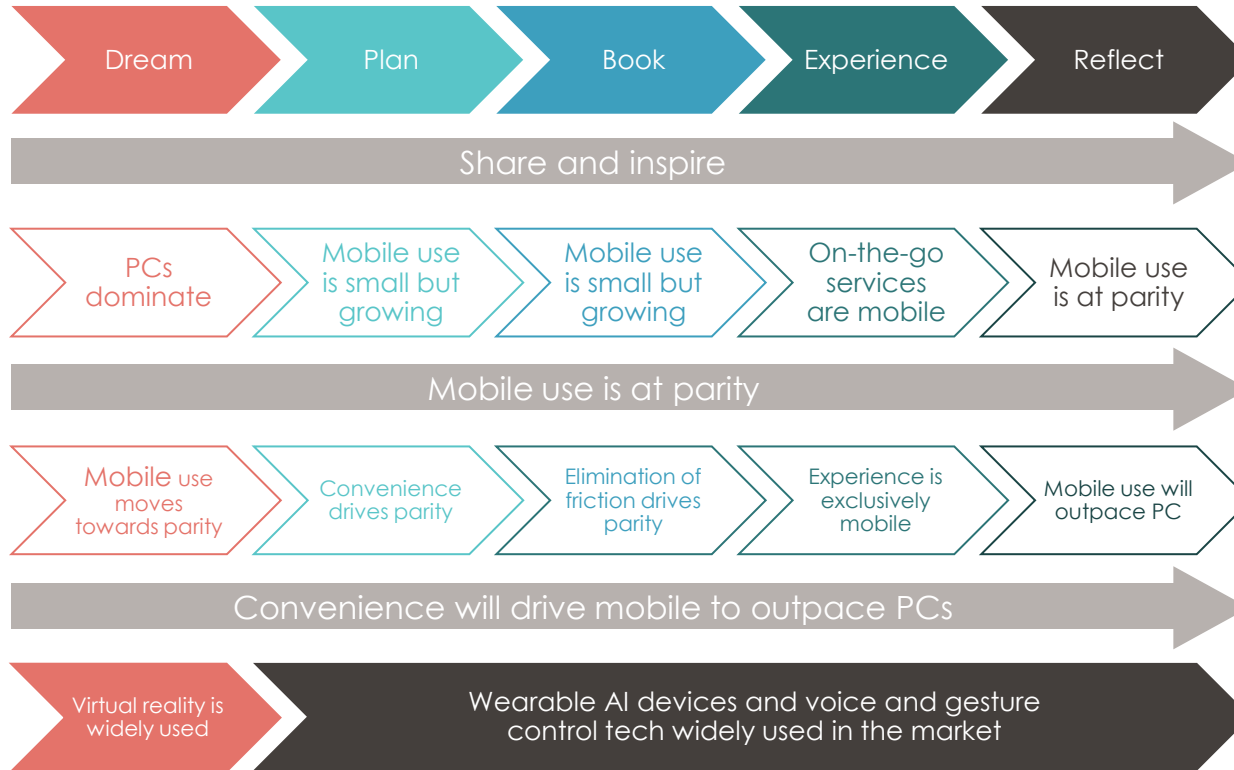 Dream
Plan
Book
Experience
Reflect
Share and inspire
PCs
dominate
Mobile use
is small but
growing
Mobile use
is small but
growing
On-the-go
services
are mobile
Mobile use
is at parity
Mobile use is at parity
Mobile use
moves
towards parity
Convenience
drives parity
Elimination of
friction drives
parity
Experience is
exclusively
mobile
Mobile use will
outpace PC
Convenience will drive mobile to outpace PCs
Virtual reality is
widely used
Wearable AI devices and voice and gesture
control tech widely used in the market